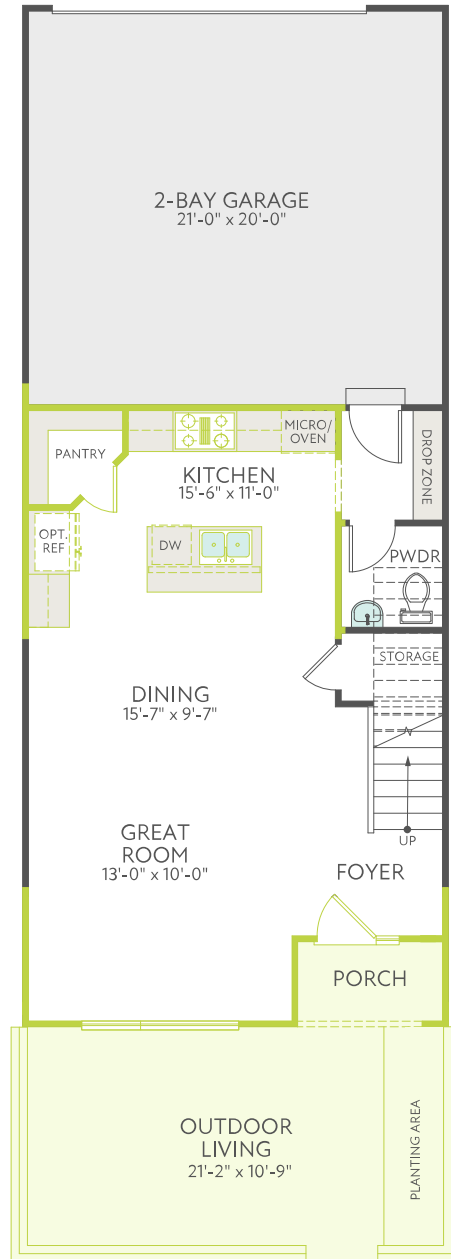 2-BAY GARAGE
21'-0" x 20'-0"
MICRO/
OVEN
DROP ZONE
PANTRY
KITCHEN
15'-6" x 11'-0"
OPT.
REF
DW
PWDR
STORAGE
DINING
15'-7" x 9'-7"
UP
GREAT
ROOM
13'-0" x 10'-0"
FOYER
PORCH
OUTDOOR
LIVING
21'-2" x 10'-9"
PLANTING AREA